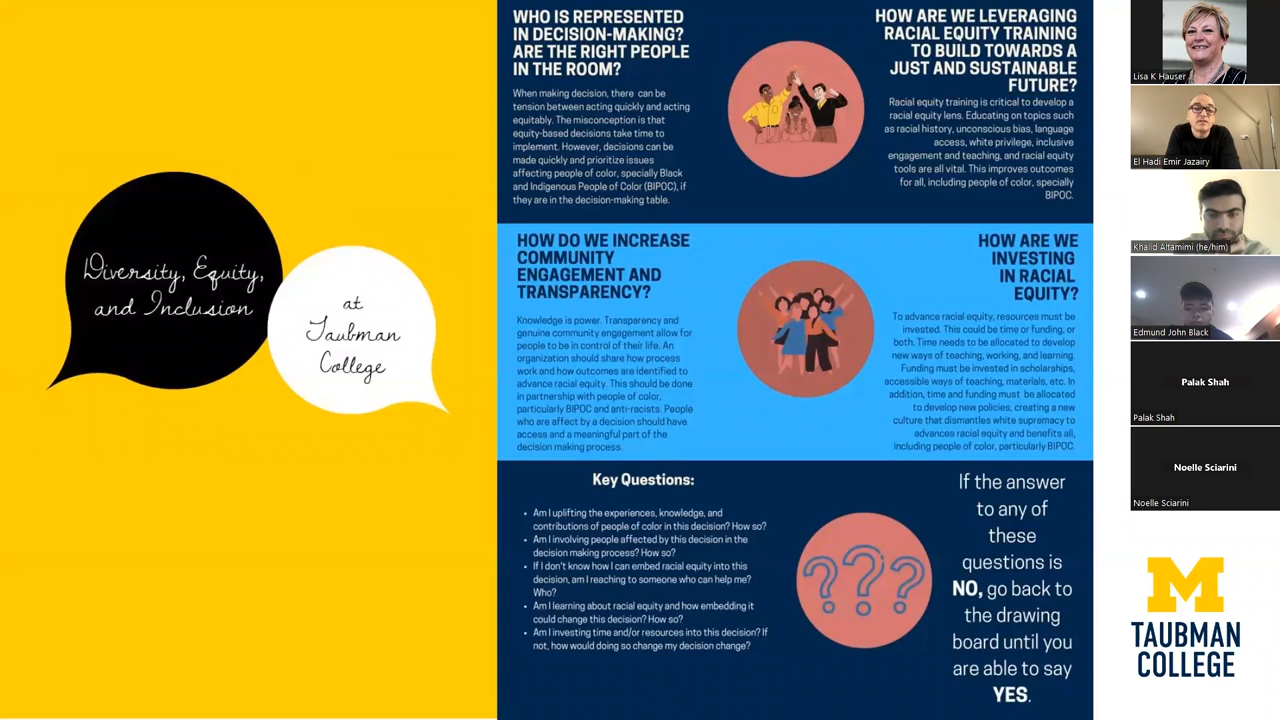 Diversity, Equity,
and Inclusion
at
Taubman
College
WHO IS REPRESENTED
IN DECISION-MAKING?
ARE THE RIGHT PEOPLE
IN THE ROOM?
When making decision, there can be
tension between acting quickly and acting
equitably. The misconception is that
equity-based decisions take time to
implement. However, decisions can be
made quickly and prioritize issues
affecting people of color, specially Black
and Indigenous People of Color (BIPOC), if
they are in the decision-making table.
HOW ARE WE LEVERAGING
RACIAL EQUITY TRAINING
TO BUILD TOWARDS A
JUST AND SUSTAINABLE
FUTURE?
Racial equity training is critical to develop a
racial equity lens. Educating on topics such
as racial history, unconscious bias, language
access, white privilege, inclusive
engagement and teaching, and racial equity
tools are all vital. This improves outcomes
for all, including people of color, specially
BIPOC.
HOW DO WE INCREASE
COMMUNITY
ENGAGEMENT AND
TRANSPARENCY?
Knowledge is power. Transparency and
genuine community engagement allow for
people to be in control of their life. An
organization should share how process
work and how outcomes are identified to
advance racial equity. This should be done
in partnership with people of color,
particularly BIPOC and anti-racists. People
who are affect by a decision should have
access and a meaningful part of the
decision making process.
HOW ARE WE
INVESTING
IN RACIAL
EQUITY?
To advance racial equity, resources must be
invested. This could be time or funding, or
both. Time needs to be allocated to develop
new ways of teaching, working, and learning.
Funding must be invested in scholarships,
accessible ways of teaching, materials, etc. In
addition, time and funding must be allocated
to develop new policies, creating a new
culture that dismantles white supremacy to
advances racial equity and benefits all,
including people of color, particularly BIPOC.
Key Questions:
• Am I uplifting the experiences, knowledge, and
contributions of people of color in this decision? How so?
• Am I involving people affected by this decision in the
decision making process? How so?
• If I don't know how I can embed racial equity into this
decision, am I reaching to someone who can help me?
Who?
• Am I learning about racial equity and how embedding it
could change this decision? How so?
• Am I investing time and/or resources into this decision? If
not, how would doing so change my decision change?
???
If the answer
to any of
these
questions is
NO, go back to
the drawing
board until you
are able to say
YES.
Lisa K Hauser
El Hadi Emir Jazairy
Khalid Altamimi (he/him)
Edmund John Black
Palak Shah
Palak Shah
Noelle Sciarini
Noelle Sciarini
M
TAUBMAN
COLLEGE